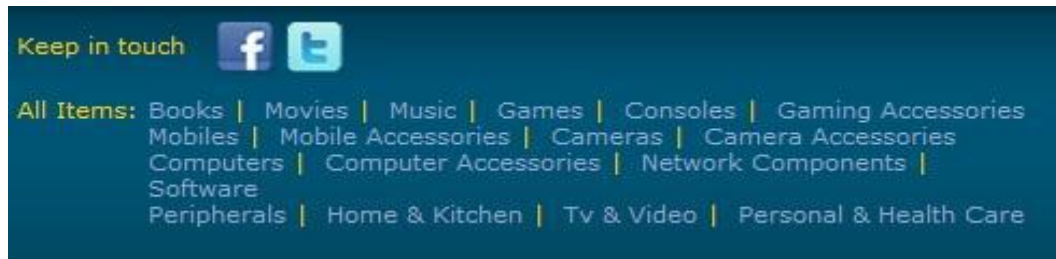 Keep in touch f t
All Items: Books | Movies | Music | Games | Consoles | Gaming Accessories
Mobiles | Mobile Accessories | Cameras | Camera Accessories
Computers | Computer Accessories | Network Components |
Software
Peripherals | Home & Kitchen | Tv & Video | Personal & Health Care